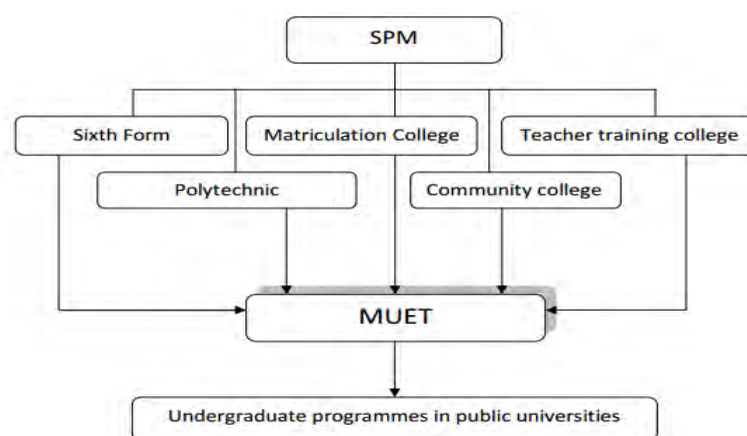 SPM
Sixth Form
Matriculation College
Teacher training college
Polytechnic
Community college
MUET
Undergraduate programmes in public universities